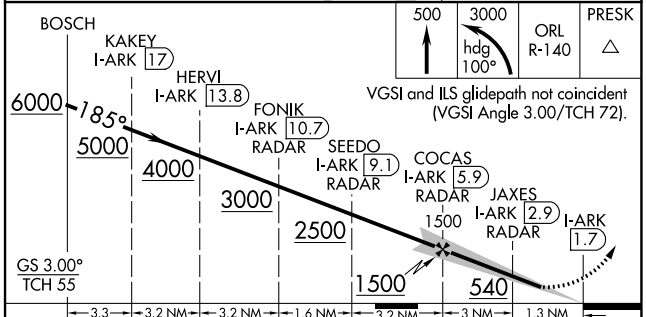 500
3000
hdg
100°
ORL
R-140
PRESK
VGSI and ILS glidepath not coincident
(VGSI Angle 3.00/TCH 72).
BOSCH
KAKEY
I-ARK 17
HERVI
I-ARK 13.8
FONIK
I-ARK 10.7
RADAR
SEEDO
I-ARK 9.1
RADAR
COCAS
I-ARK 5.9
RADAR
JAXES
I-ARK 2.9
RADAR
I-ARK
1.7
6000
185°
5000
4000
3000
2500
1500
1500
540
GS 3.00°
TCH 55
3.3
3.2 NM
3.2 NM
1.6 NM
3.2 NM
3 NM
1.3 NM